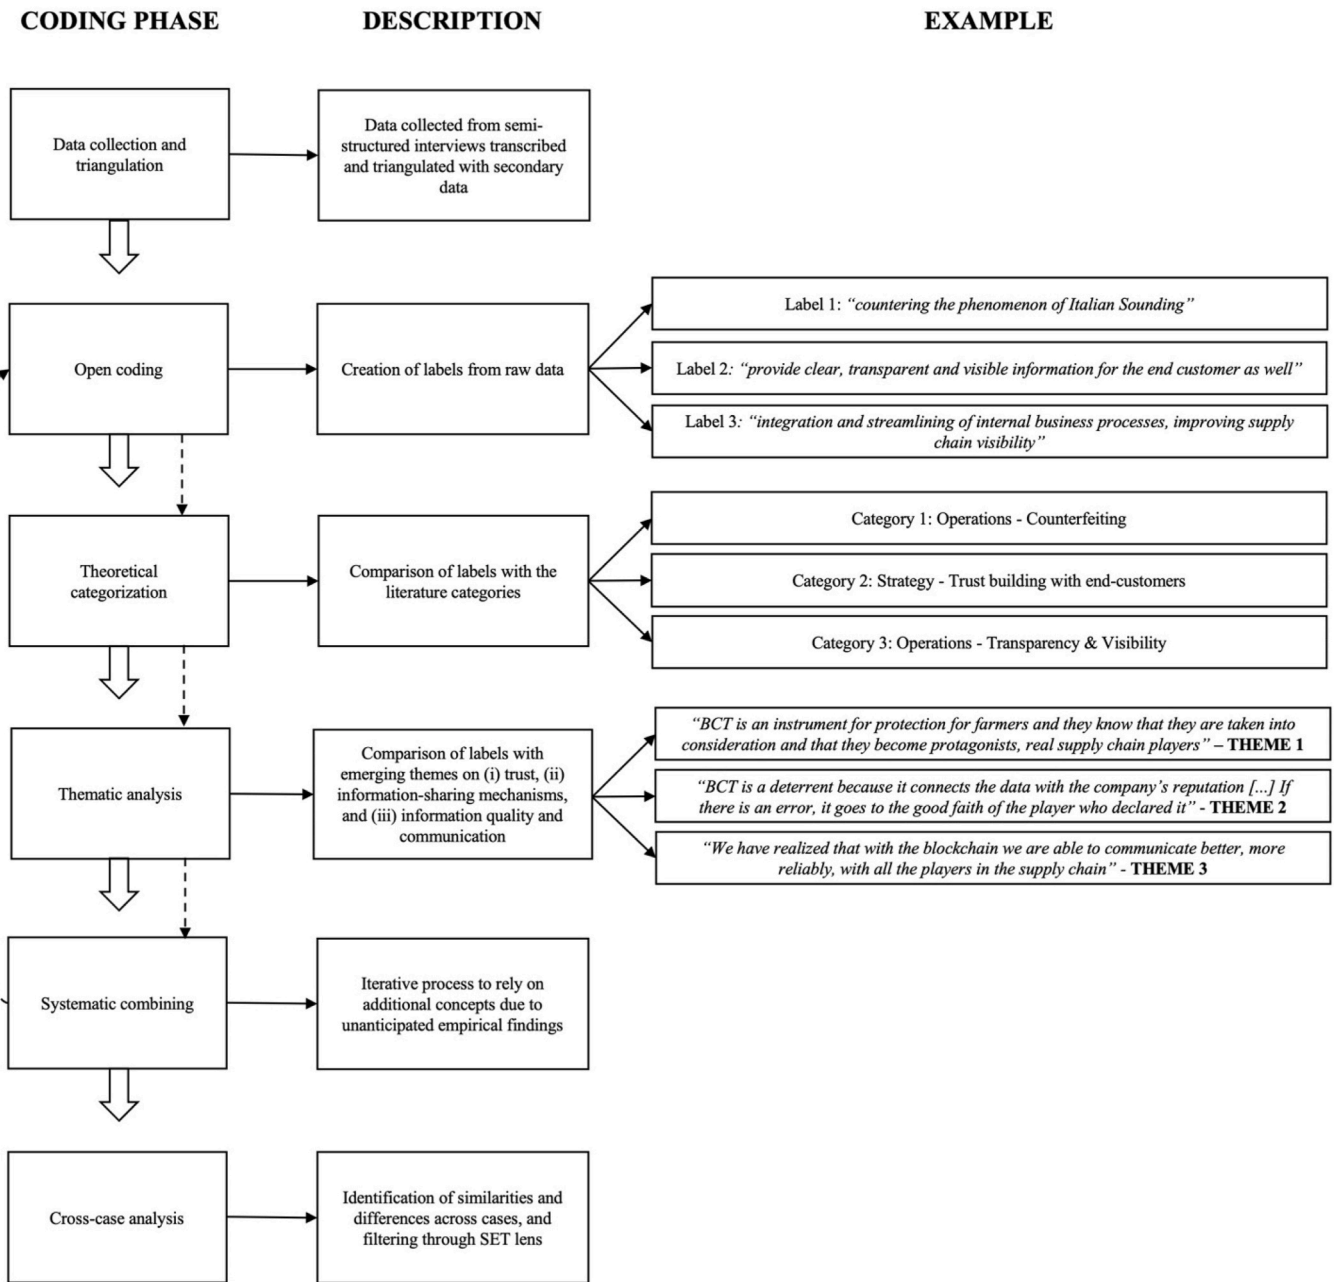 CODING PHASE
DESCRIPTION
EXAMPLE
Data collection and
triangulation
Data collected from semi-
structured interviews transcribed
and triangulated with secondary
data
Open coding
Creation of labels from raw data
Label 1: “countering the phenomenon of Italian Sounding”
Label 2: “provide clear, transparent and visible information for the end customer as well”
Label 3: “integration and streamlining of internal business processes, improving supply
chain visibility”
Theoretical
categorization
Comparison of labels with the
literature categories
Category 1: Operations - Counterfeiting
Category 2: Strategy - Trust building with end-customers
Category 3: Operations - Transparency & Visibility
Thematic analysis
Comparison of labels with
emerging themes on (i) trust, (ii)
information-sharing mechanisms,
and (iii) information quality and
communication
“BCT is an instrument for protection for farmers and they know that they are taken into
consideration and that they become protagonists, real supply chain players” – THEME 1
“BCT is a deterrent because it connects the data with the company’s reputation [...] If
there is an error, it goes to the good faith of the player who declared it” - THEME 2
“We have realized that with the blockchain we are able to communicate better, more
reliably, with all the players in the supply chain” - THEME 3
Systematic combining
Iterative process to rely on
additional concepts due to
unanticipated empirical findings
Cross-case analysis
Identification of similarities and
differences across cases, and
filtering through SET lens